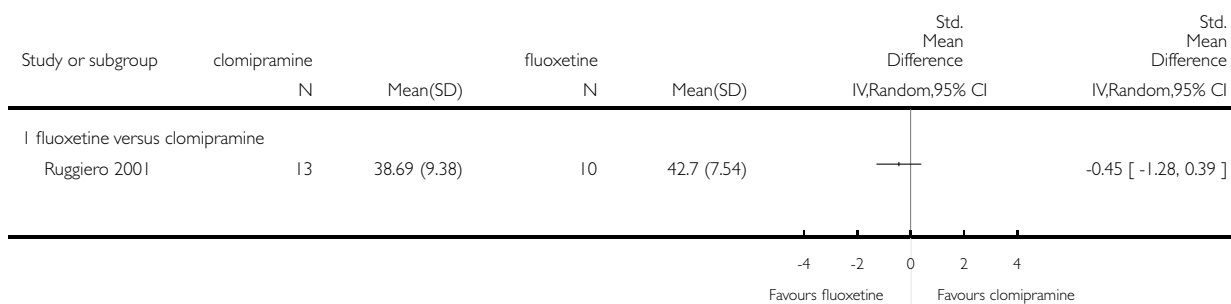 Std. Mean Difference Std. Mean Difference
Study or subgroup clomipramine fluoxetine
N Mean(SD) N Mean(SD) IV,Random,95% CI IV,Random,95% CI
1 fluoxetine versus clomipramine
Ruggiero 2001 13 38.69 (9.38) 10 42.7 (7.54) -0.45 [ -1.28, 0.39 ]
-4 -2 0 2 4
Favours fluoxetine Favours clomipramine